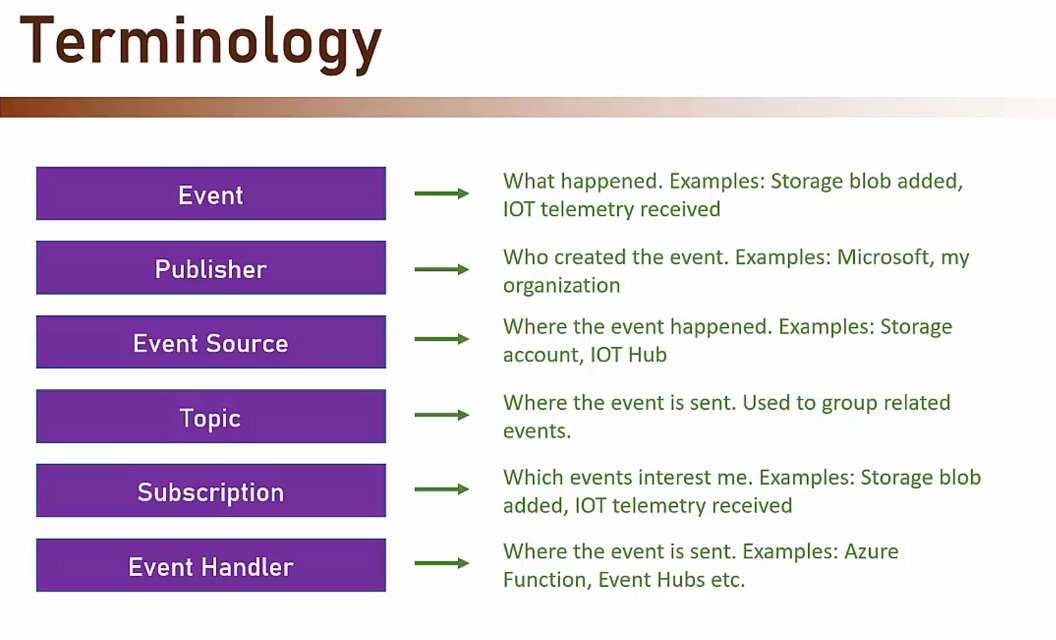 Terminology
Event
What happened. Examples: Storage blob added,
IOT telemetry received
Publisher
Who created the event. Examples: Microsoft, my
organization
Event Source
Where the event happened. Examples: Storage
account, IOT Hub
Topic
Where the event is sent. Used to group related
events.
Subscription
Which events interest me. Examples: Storage blob
added, IOT telemetry received
Event Handler
Where the event is sent. Examples: Azure
Function, Event Hubs etc.